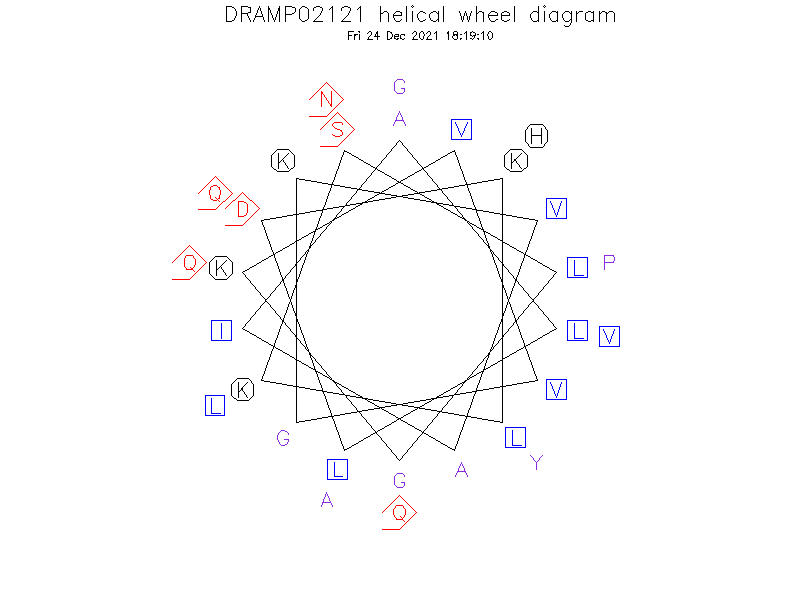 DRAMP02121 helical wheel diagram
Fri 24 Dec 2021 18:19:10
G
N
A
S
V
H
K
K
Q
D
V
Q
K
L
P
I
L
V
L
K
V
G
L
L
G
A
Y
A
Q